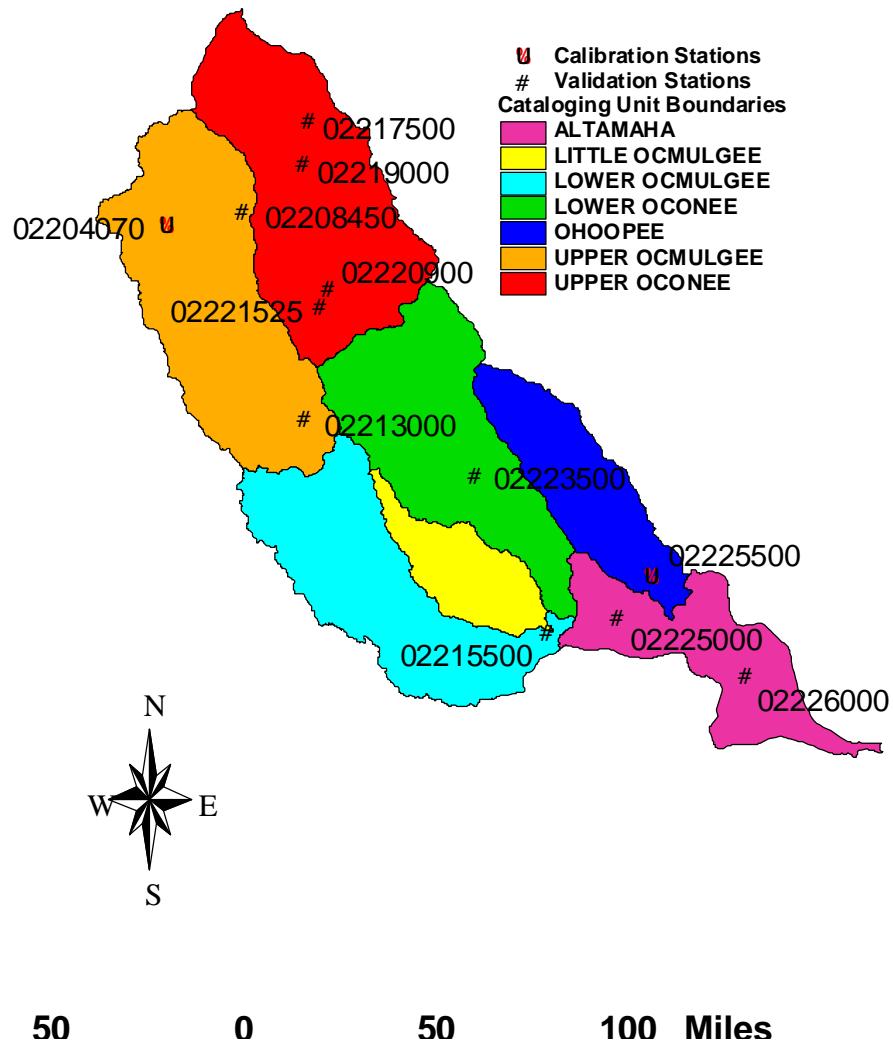 U Calibration Stations
# Validation Stations
Cataloging Unit Boundaries
ALTAMAHA
LITTLE OCMULGEE
LOWER OCMULGEE
LOWER OCONEE
OHOOPEE
UPPER OCMULGEE
UPPER OCONEE
# 02217500
# 02219000
# 02208450
02204070 U
# 02220900
02221525 #
# 02213000
# 02223500
02225500
U
# 02225000
02215500 #
# 02226000
N
W E
S
50 0 50 100 Miles